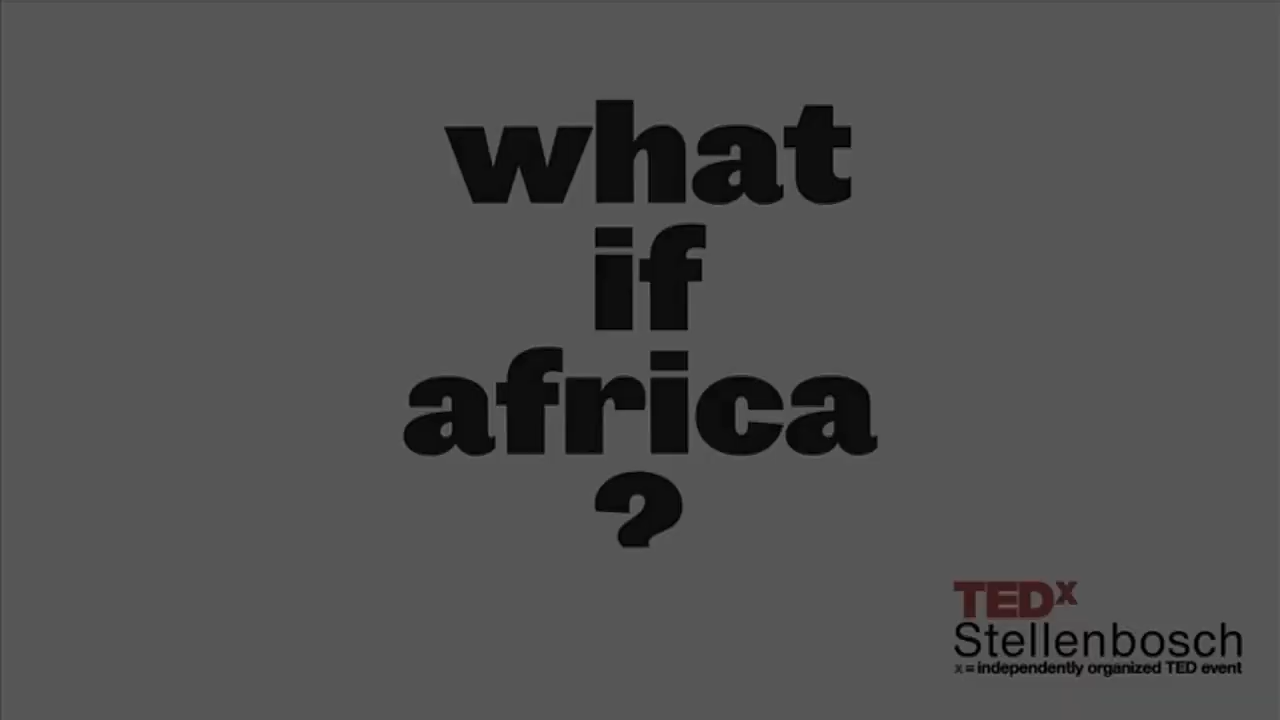 what
if
africa
?
TEDx
Stellenbosch
x = independently organized TED event